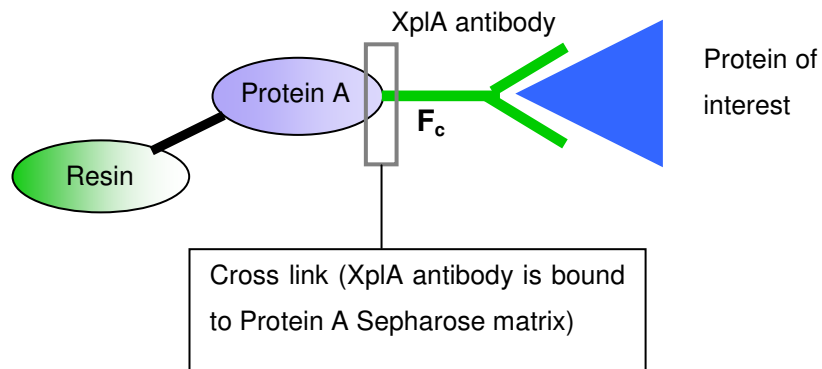 XplA antibody
Protein of
interest
Protein A
Fc
Resin
Cross link (XplA antibody is bound
to Protein A Sepharose matrix)